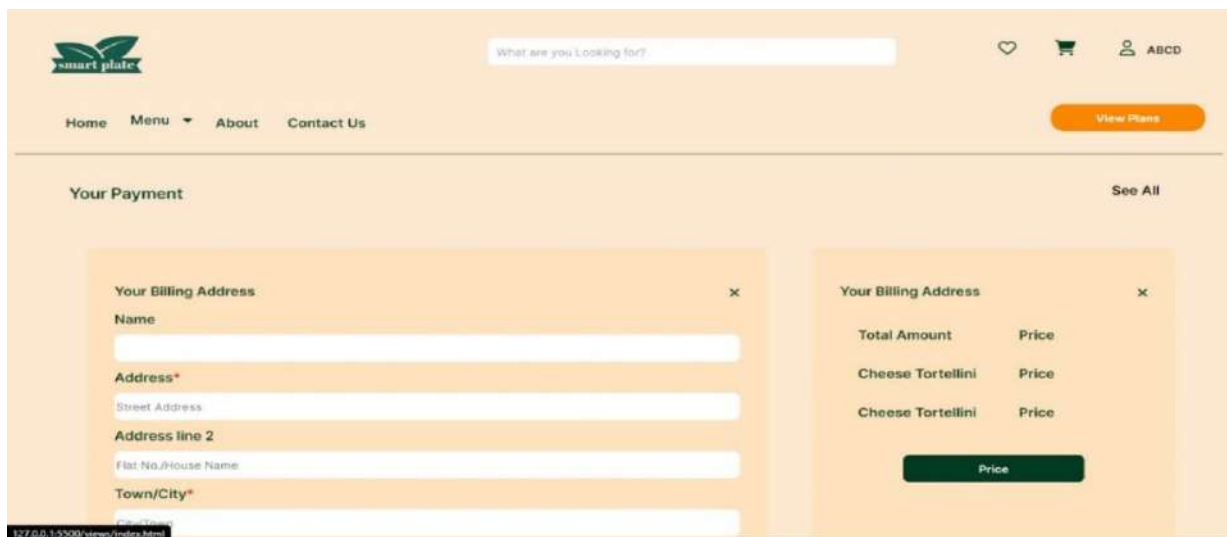 What are you Looking for?
ABCD
smart plate
Home Menu About Contact Us
View Plans
Your Payment
See All
Your Billing Address
Name
Address*
Street Address
Address line 2
Flat No./House Name
Town/City*
City/Town
Your Billing Address
Total Amount Price
Cheese Tortellini Price
Cheese Tortellini Price
Price
127.0.0.1:5500/views/index.html